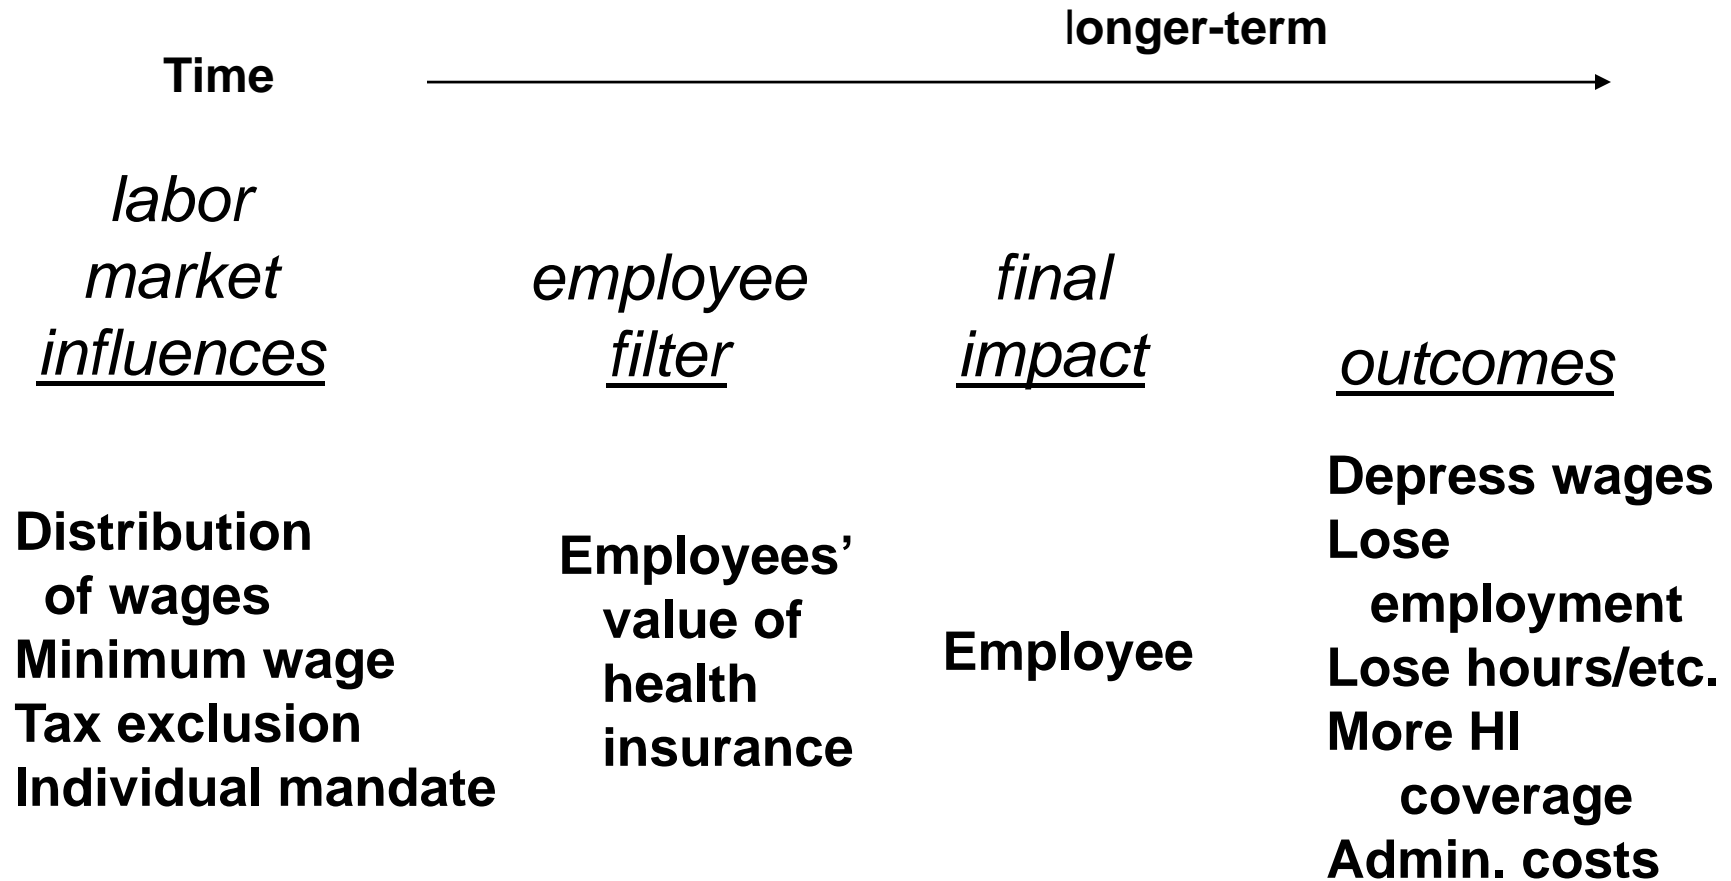 longer-term
Time
labor
market
influences
employee
filter
final
impact
outcomes
Distribution
of wages
Minimum wage
Tax exclusion
Individual mandate
Employees’
value of
health
insurance
Employee
Depress wages
Lose
employment
Lose hours/etc.
More HI
coverage
Admin. costs